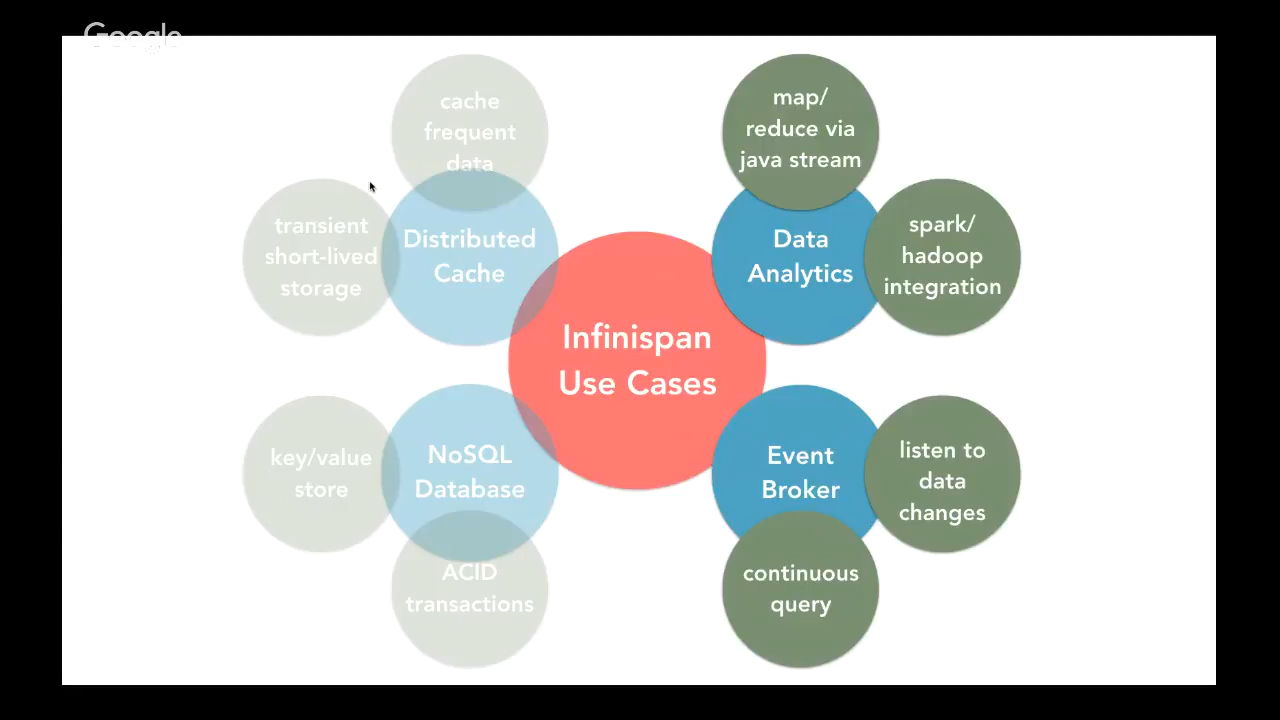 Google
cache
frequent
data
map/
reduce via
java stream
transient
short-lived
storage
Distributed
Cache
Data
Analytics
spark/
hadoop
integration
Infinispan
Use Cases
key/value
store
NoSQL
Database
Event
Broker
listen to
data
changes
ACID
transactions
continuous
query